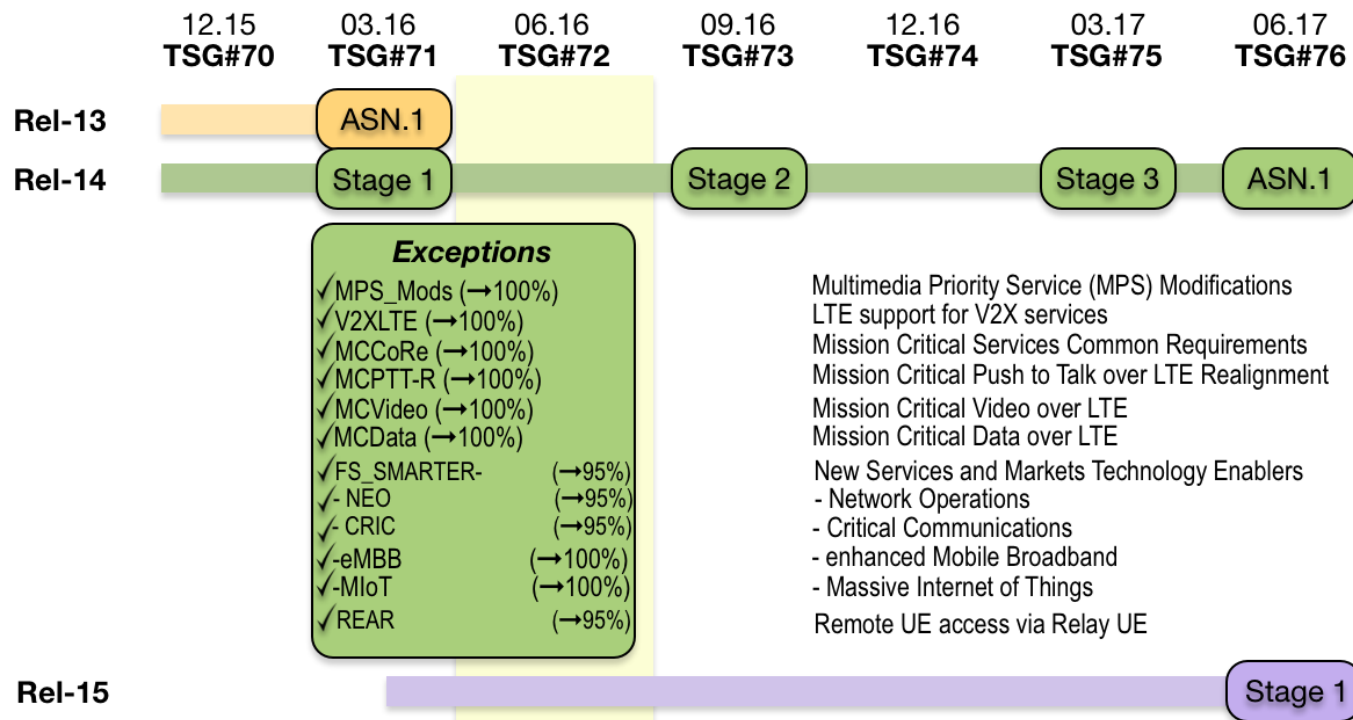 12.15 03.16 06.16 09.16 12.16 03.17 06.17
TSG#70 TSG#71 TSG#72 TSG#73 TSG#74 TSG#75 TSG#76
Rel-13 ASN.1
Rel-14 Stage 1 Stage 2 Stage 3 ASN.1
Exceptions
✓MPS_Mods (→100%) Multimedia Priority Service (MPS) Modifications
✓V2XLTE (→100%) LTE support for V2X services
✓MCCoRe (→100%) Mission Critical Services Common Requirements
✓MCPTT-R (→100%) Mission Critical Push to Talk over LTE Realignment
✓MCVideo (→100%) Mission Critical Video over LTE
✓MCData (→100%) Mission Critical Data over LTE
✓FS_SMARTER- (→95%) New Services and Markets Technology Enablers
✓- NEO (→95%) - Network Operations
✓- CRIC (→95%) - Critical Communications
✓-eMBB (→100%) - enhanced Mobile Broadband
✓-MIoT (→100%) - Massive Internet of Things
✓REAR (→95%) Remote UE access via Relay UE
Rel-15 Stage 1